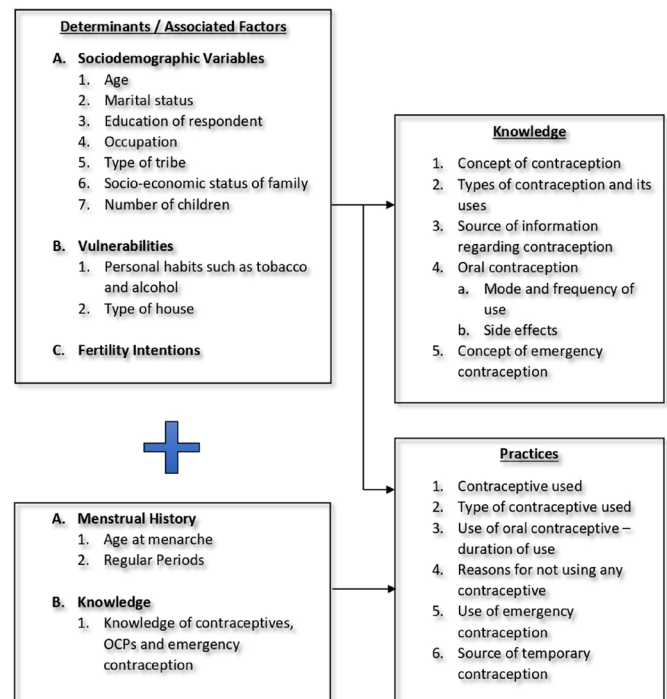 Determinants / Associated Factors
A. Sociodemographic Variables
1. Age
2. Marital status
3. Education of respondent
4. Occupation
5. Type of tribe
6. Socio-economic status of family
7. Number of children
B. Vulnerabilities
1. Personal habits such as tobacco
and alcohol
2. Type of house
C. Fertility Intentions
Knowledge
1. Concept of contraception
2. Types of contraception and its
uses
3. Source of information
regarding contraception
4. Oral contraception
a. Mode and frequency of
use
b. Side effects
5. Concept of emergency
contraception
A. Menstrual History
1. Age at menarche
2. Regular Periods
B. Knowledge
1. Knowledge of contraceptives,
OCPs and emergency
contraception
Practices
1. Contraceptive used
2. Type of contraceptive used
3. Use of oral contraceptive –
duration of use
4. Reasons for not using any
contraceptive
5. Use of emergency
contraception
6. Source of temporary
contraception